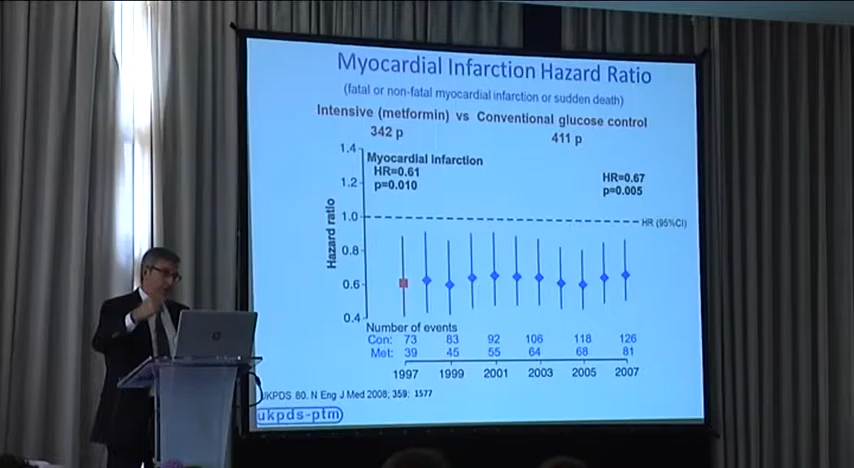 Myocardial Infarction Hazard Ratio
(fatal or non-fatal myocardial infarction or sudden death)
Intensive (metformin) vs Conventional glucose control
342 p 411 p
1.4
Myocardial Infarction
HR=0.61 HR=0.67
1.2
p=0.010 p=0.005
1.0
HR (95%CI)
Hazard ratio
0.8
0.6
0.4
Number of events
Con: 73 83 92 106 118 126
Met: 39 45 55 64 68 81
1997 1999 2001 2003 2005 2007
UKPDS 80. N Eng J Med 2008; 359: 1577
ukpds-ptm